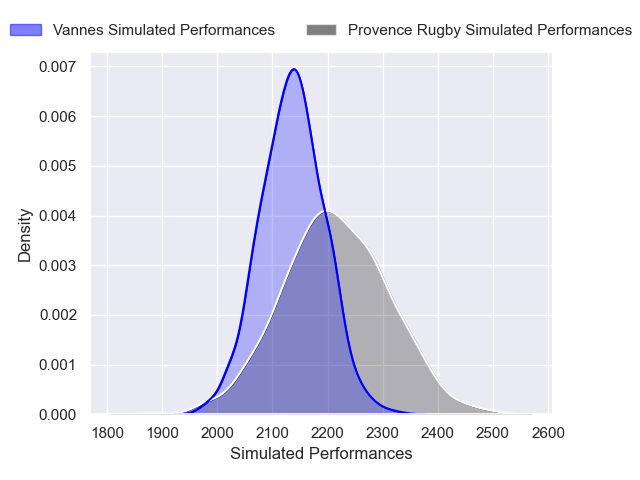 Vannes Simulated Performances
Provence Rugby Simulated Performances
0.007
0.006
0.005
0.004
0.003
0.002
0.001
0.000
Density
1800 1900 2000 2100 2200 2300 2400 2500 2600
Simulated Performances